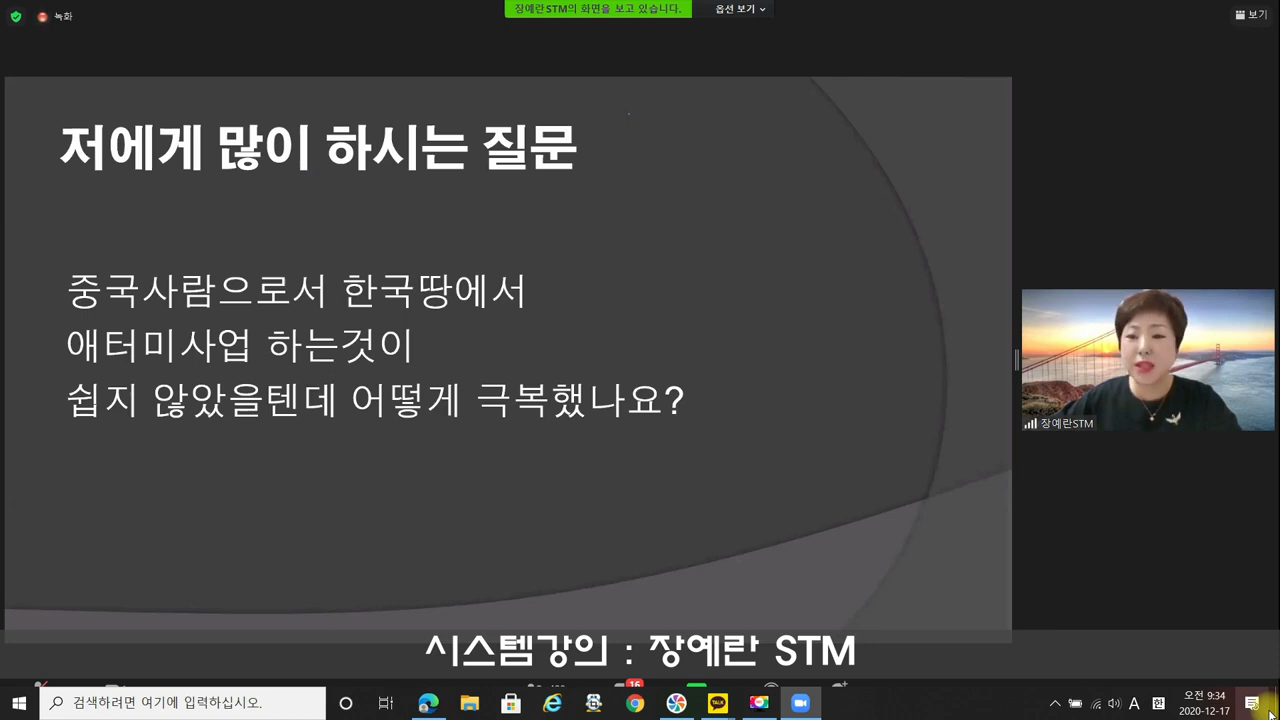 녹화
장예란STM의 화면을 보고 있습니다.
옵션 보기
보기
저에게 많이 하시는 질문
중국사람으로서 한국땅에서
애터미사업 하는것이
쉽지 않았을텐데 어떻게 극복했나요?
장예란STM
시스템강의 : 장예란 STM
16
검색하려면 여기에 입력하십시오.
TALK
A
한
오전 9:34
2020-12-17